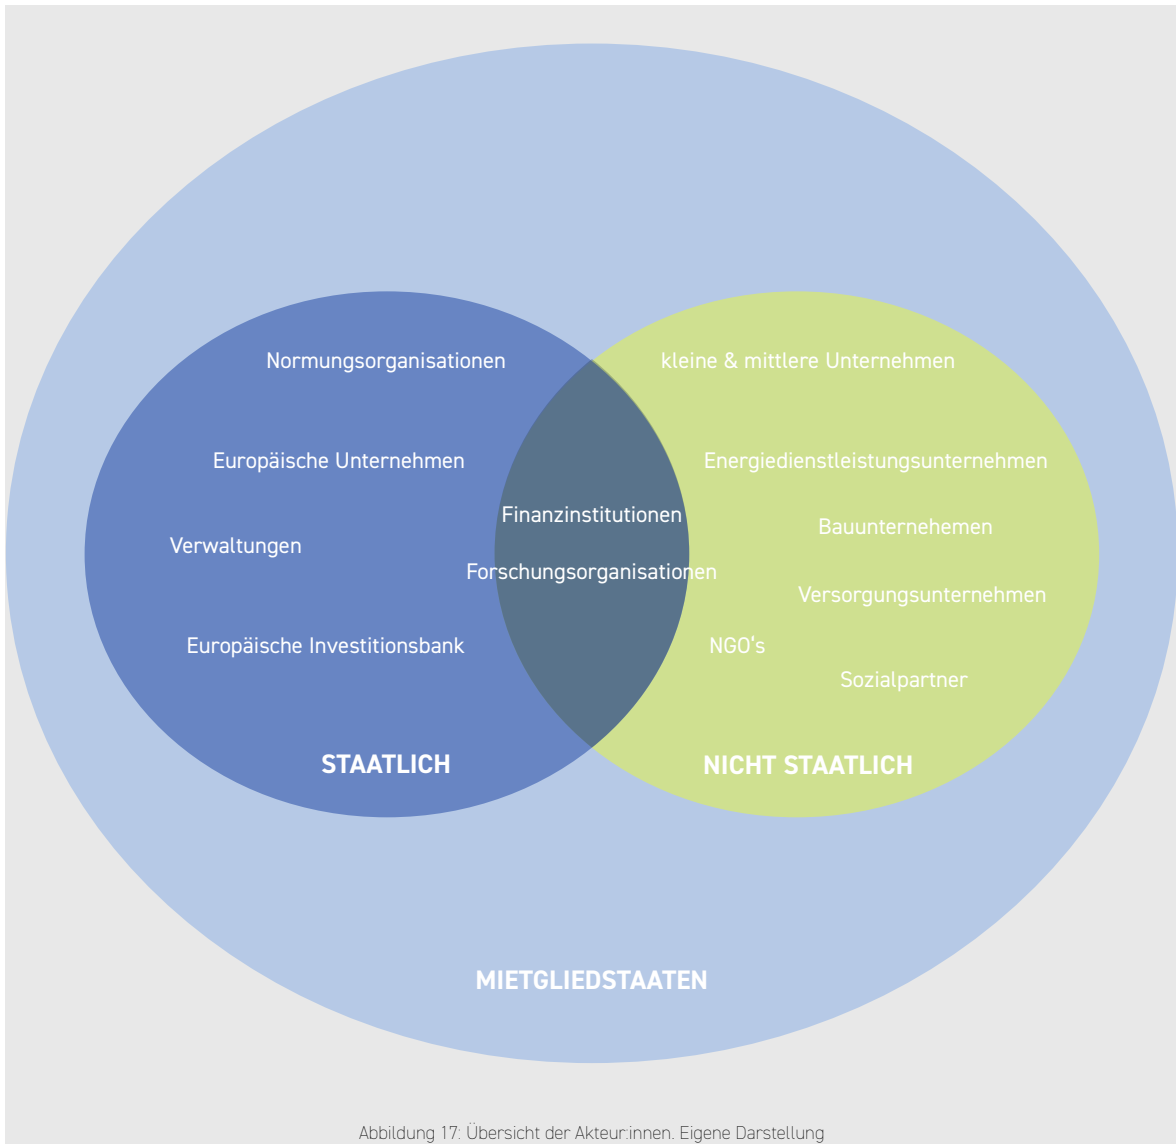 Normungsorganisationen
kleine & mittlere Unternehmen
Europäische Unternehmen
Energiedienstleistungsunternehmen
Finanzinstitutionen
Bauunternehemen
Verwaltungen
Forschungsorganisationen
Versorgungsunternehmen
Europäische Investitionsbank
NGO‘s
Sozialpartner
STAATLICH
NICHT STAATLICH
MIETGLIEDSTAATEN
Abbildung 17: Übersicht der Akteur:innen. Eigene Darstellung